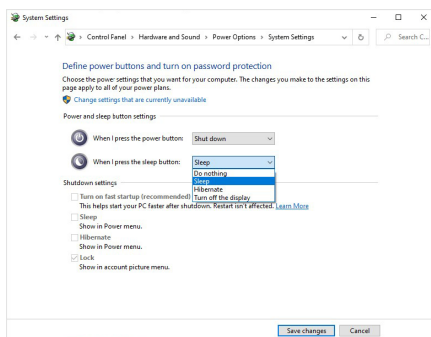 System Settings
Control Panel > Hardware and Sound > Power Options > System Settings
Search C...
Define power buttons and turn on password protection
Choose the power settings that you want for your computer. The changes you make to the settings on this
page apply to all of your power plans.
Change settings that are currently unavailable
Power and sleep button settings
When I press the power button: Shut down
When I press the sleep button: Sleep
Do nothing
Sleep
Hibernate
Turn off the display
Shutdown settings
Turn on fast startup (recommended)
This helps start your PC faster after shutdown. Restart isn't affected. Learn More
Sleep
Show in Power menu.
Hibernate
Show in Power menu.
Lock
Show in account picture menu.
Save changes Cancel